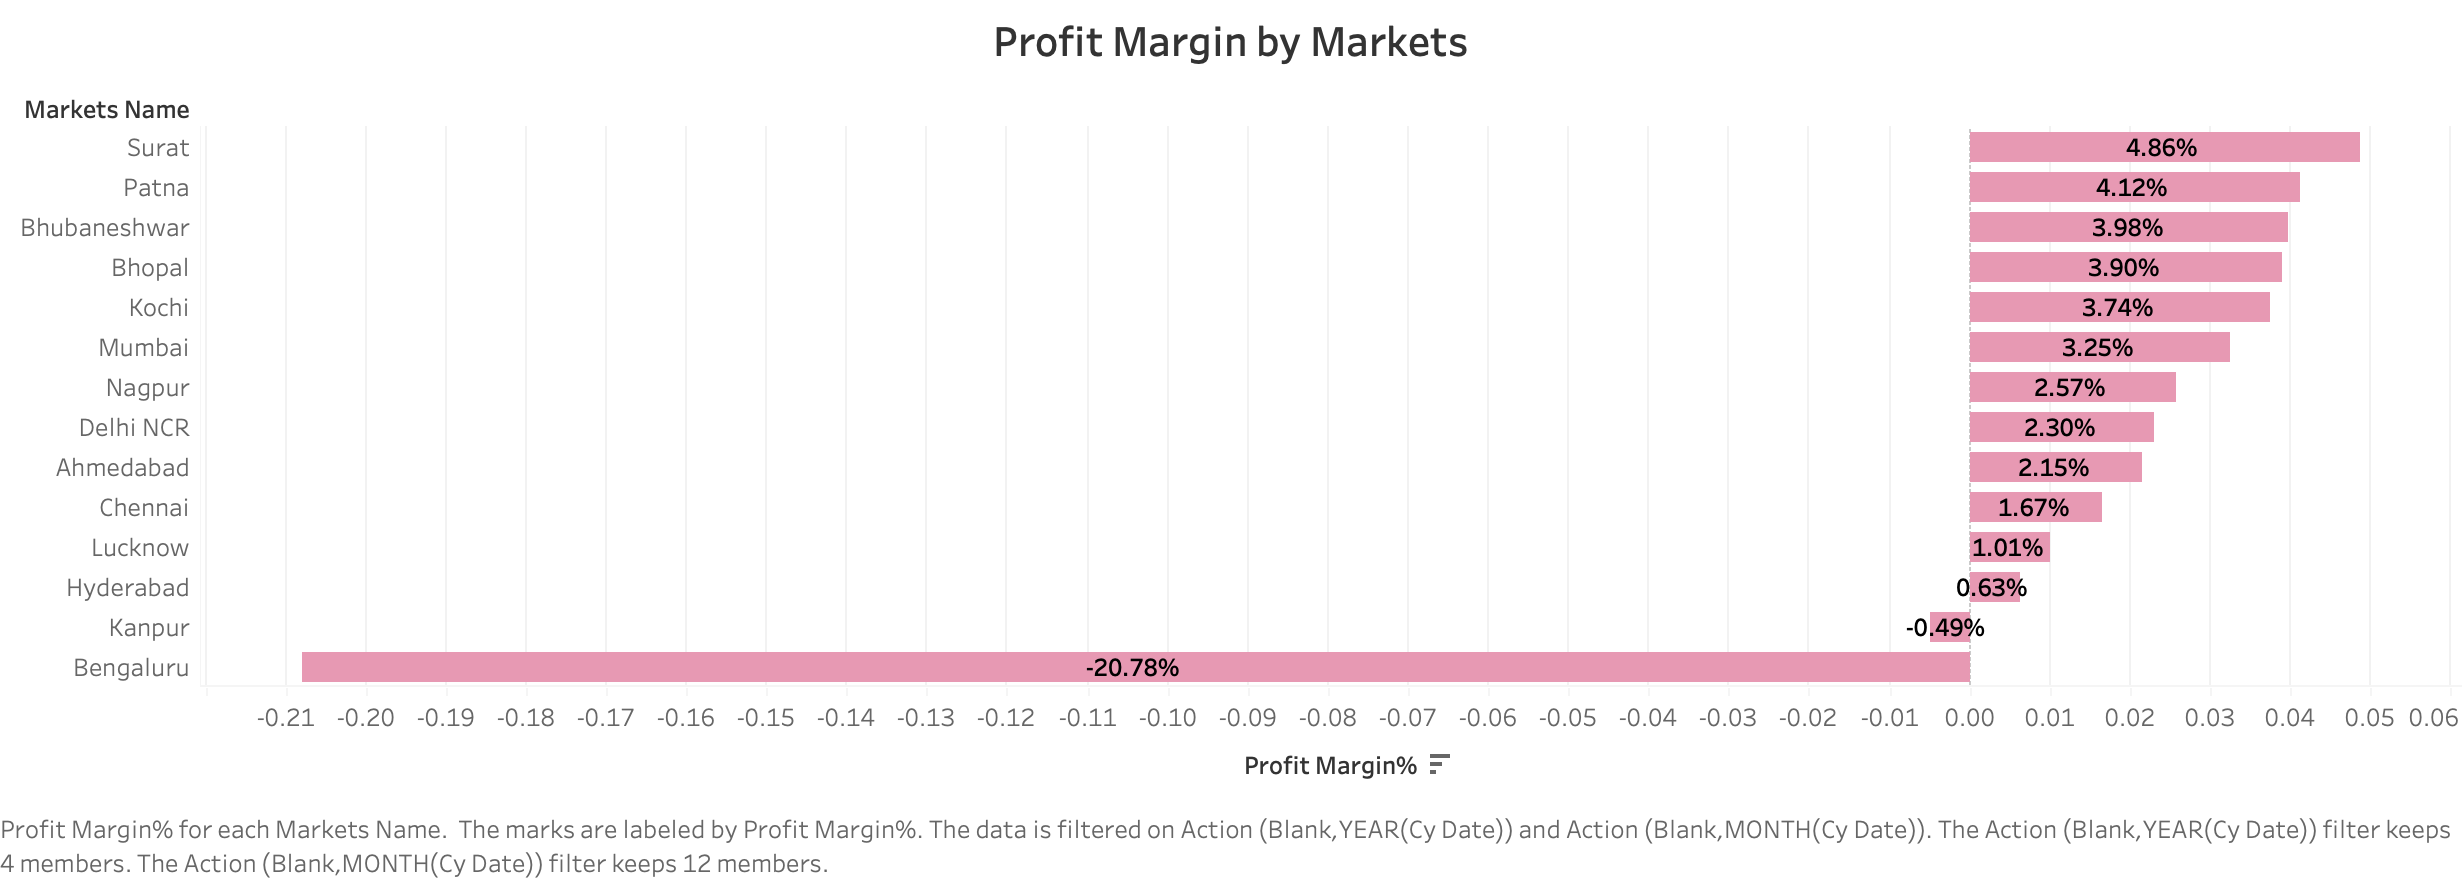 Profit Margin by Markets
Markets Name
Surat 4.86%
Patna 4.12%
Bhubaneshwar 3.98%
Bhopal 3.90%
Kochi 3.74%
Mumbai 3.25%
Nagpur 2.57%
Delhi NCR 2.30%
Ahmedabad 2.15%
Chennai 1.67%
Lucknow 1.01%
Hyderabad 0.63%
Kanpur -0.49%
Bengaluru -20.78%
-0.21 -0.20 -0.19 -0.18 -0.17 -0.16 -0.15 -0.14 -0.13 -0.12 -0.11 -0.10 -0.09 -0.08 -0.07 -0.06 -0.05 -0.04 -0.03 -0.02 -0.01 0.00 0.01 0.02 0.03 0.04 0.05 0.06
Profit Margin%
Profit Margin% for each Markets Name.  The marks are labeled by Profit Margin%. The data is filtered on Action (Blank,YEAR(Cy Date)) and Action (Blank,MONTH(Cy Date)). The Action (Blank,YEAR(Cy Date)) filter keeps
4 members. The Action (Blank,MONTH(Cy Date)) filter keeps 12 members.